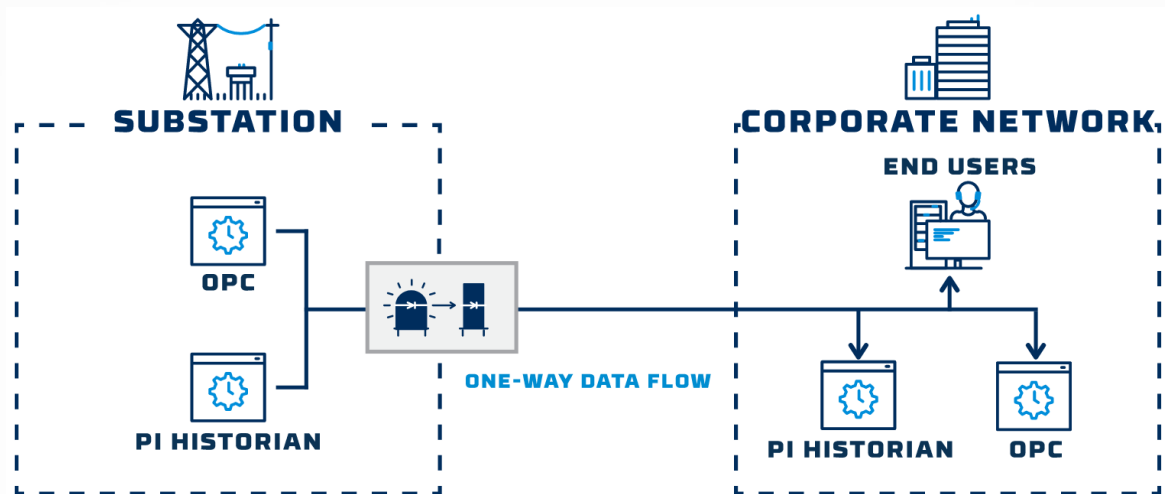 SUBSTATION
CORPORATE NETWORK
END USERS
OPC
PI HISTORIAN
ONE-WAY DATA FLOW
PI HISTORIAN
OPC